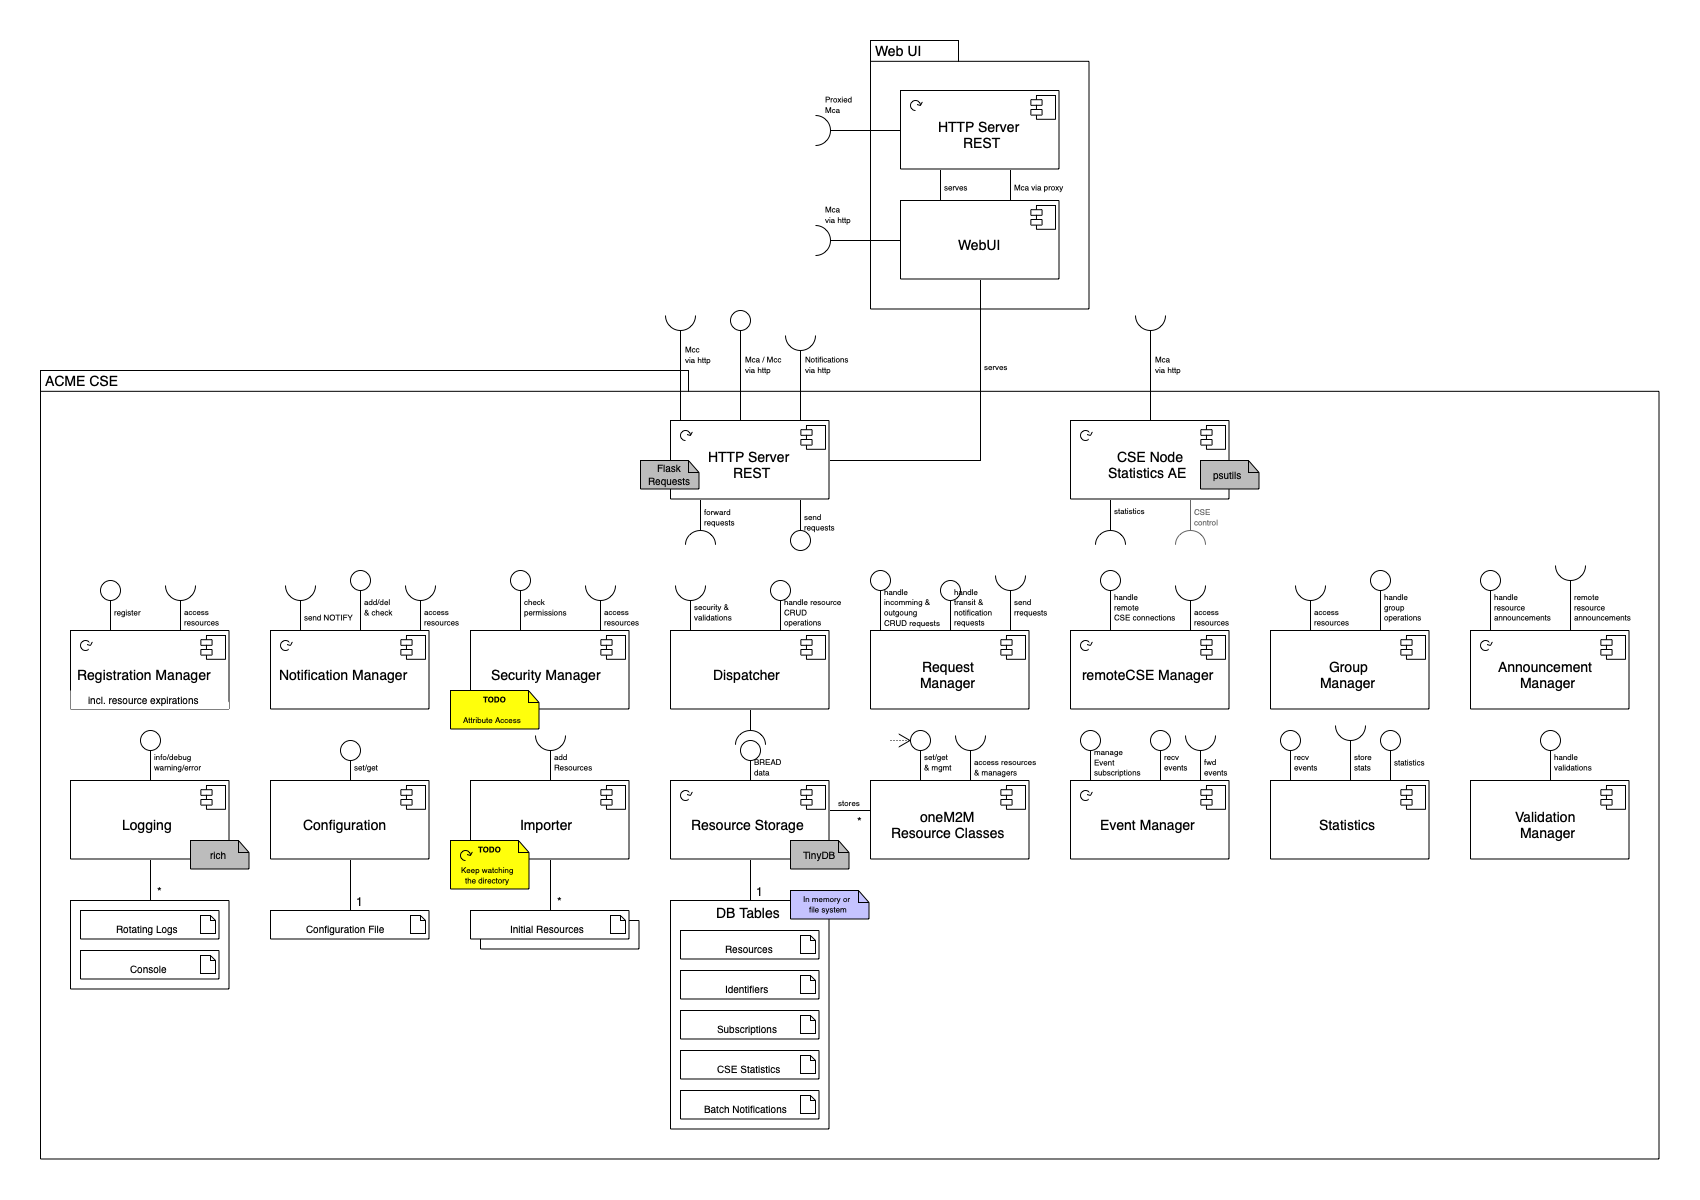 Web UI
Proxied
Mca
HTTP Server
REST
serves
Mca via proxy
Mca
via http
WebUI
Mcc
via http
Mca / Mcc
via http
Notifications
via http
serves
Mca
via http
ACME CSE
HTTP Server
REST
Flask
Requests
CSE Node
Statistics AE
psutils
forward
requests
send
requests
statistics
CSE
control
register
access
resources
send NOTIFY
add/del
& check
access
resources
check
permissions
access
resources
security &
validations
handle resource
CRUD
operations
handle
incomming &
outgoung
CRUD requests
handle
transit &
notification
requests
send
rrequests
handle
remote
CSE connections
access
resources
access
resources
handle
group
operations
handle
resource
announcements
remote
resource
announcements
Registration Manager
incl. resource expirations
Notification Manager
Security Manager
TODO
Attribute Access
Dispatcher
Request
Manager
remoteCSE Manager
Group
Manager
Announcement
Manager
info/debug
warning/error
set/get
add
Resources
BREAD
data
set/get
& mgmt
access resources
& managers
manage
Event
subscriptions
recv
events
fwd
events
recv
events
store
stats
statistics
handle
validations
Logging
rich
Configuration
Importer
TODO
Keep watching
the directory
Resource Storage
TinyDB
stores
*
oneM2M
Resource Classes
Event Manager
Statistics
Validation
Manager
*
1
*
1
Rotating Logs
Console
Configuration File
Initial Resources
DB Tables
In memory or
file system
Resources
Identifiers
Subscriptions
CSE Statistics
Batch Notifications